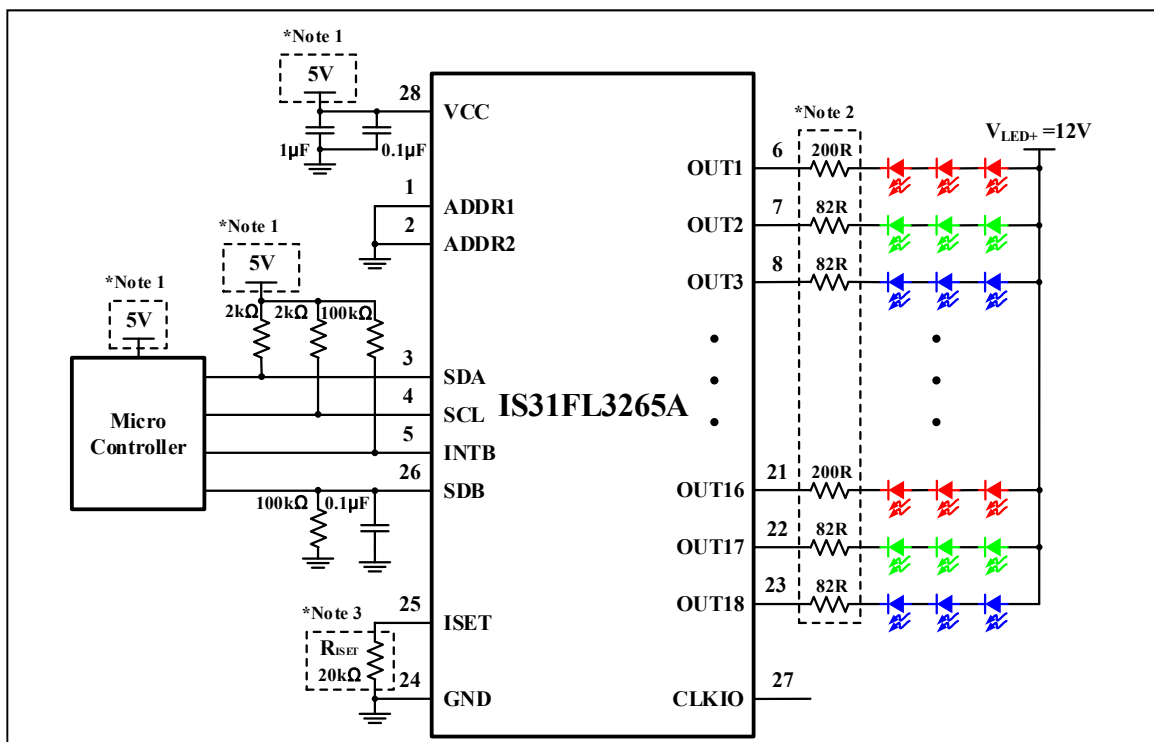 *Note 1
5V
28
VCC
1µF
0.1µF
1
ADDR1
2
ADDR2
*Note 1
5V
2kΩ
2kΩ
100kΩ
*Note 1
5V
Micro
Controller
3
SDA
4
SCL
5
INTB
26
SDB
100kΩ
0.1µF
*Note 3
25
ISET
RISET
20kΩ
24
GND
IS31FL3265A
*Note 2
VLED+ =12V
6
OUT1
200R
7
OUT2
82R
8
OUT3
82R
21
OUT16
200R
22
OUT17
82R
23
OUT18
82R
27
CLKIO